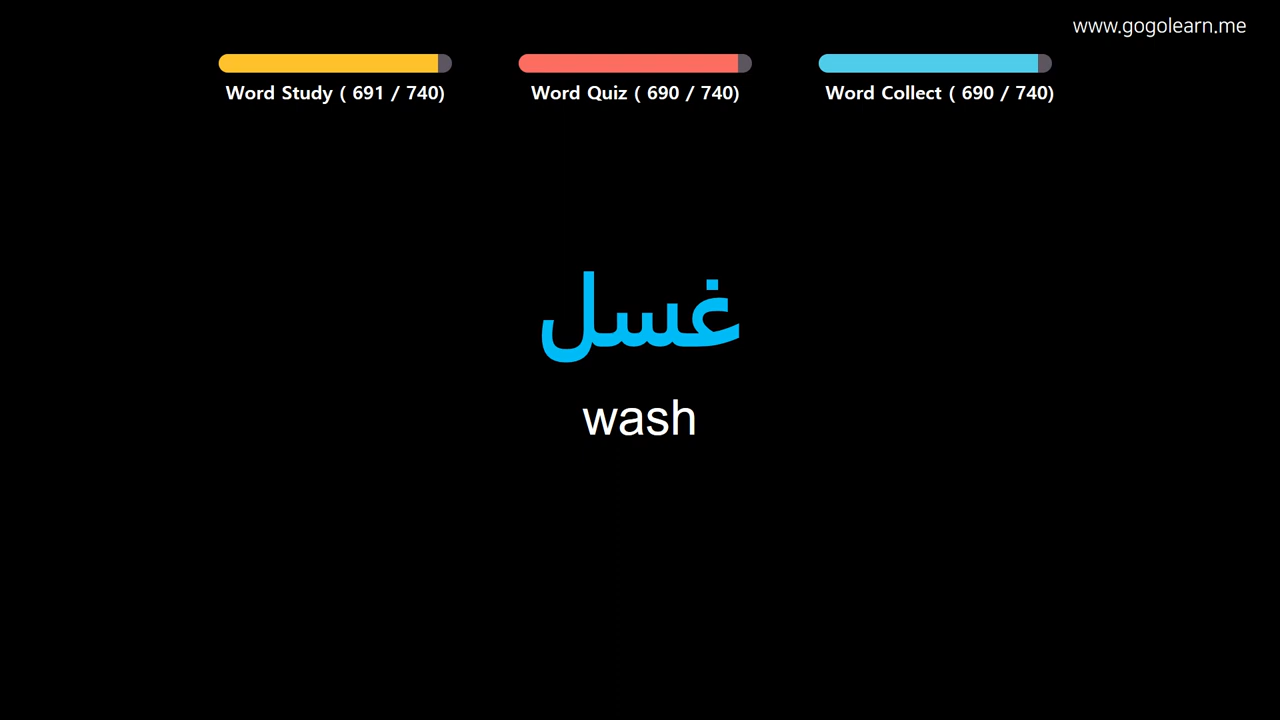 www.gogolearn.me
Word Study ( 691 / 740)
Word Quiz ( 690 / 740)
Word Collect ( 690 / 740)
غسل
wash